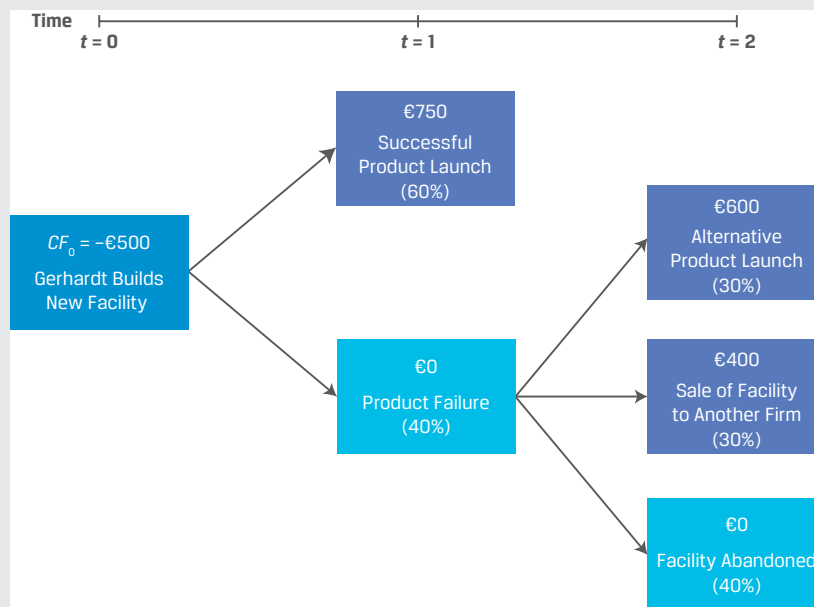 Time
t = 0
t = 1
t = 2
€750
Successful
Product Launch
(60%)
€600
Alternative
Product Launch
(30%)
CF0 = –€500
Gerhardt Builds
New Facility
€0
Product Failure
(40%)
€400
Sale of Facility
to Another Firm
(30%)
€0
Facility Abandoned
(40%)